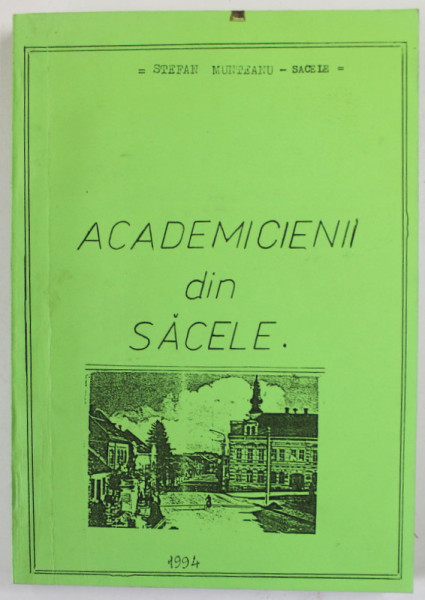 = STEFAN MUNTEANU - SACELE =
ACADEMICIENII
din
SĂCELE.
1994